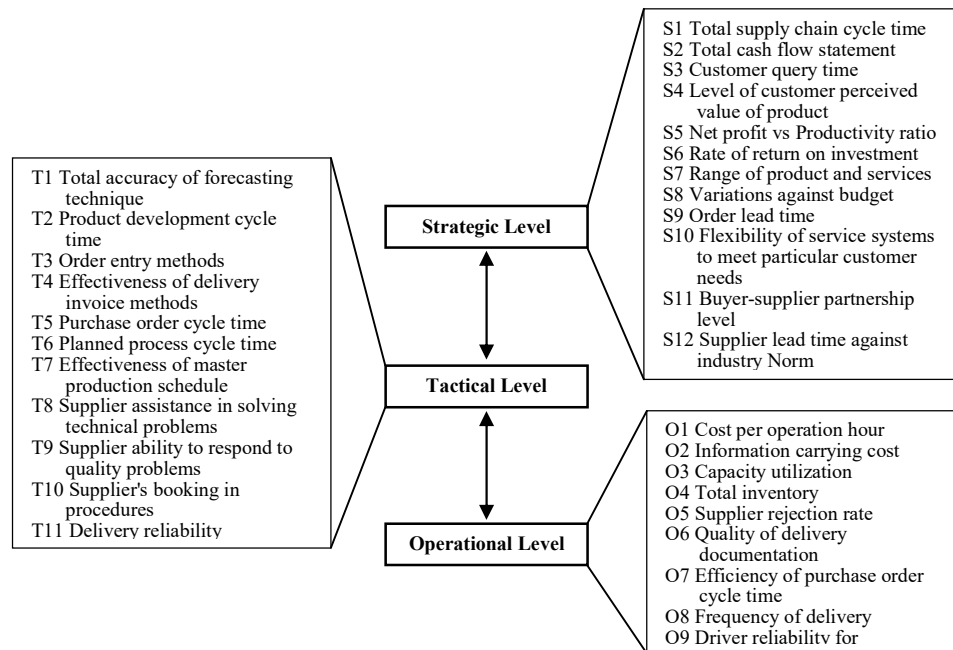 S1 Total supply chain cycle time
S2 Total cash flow statement
S3 Customer query time
S4 Level of customer perceived
value of product
S5 Net profit vs Productivity ratio
S6 Rate of return on investment
S7 Range of product and services
S8 Variations against budget
S9 Order lead time
S10 Flexibility of service systems
to meet particular customer
needs
S11 Buyer-supplier partnership
level
S12 Supplier lead time against
industry Norm
T1 Total accuracy of forecasting
technique
T2 Product development cycle
time
T3 Order entry methods
T4 Effectiveness of delivery
invoice methods
T5 Purchase order cycle time
T6 Planned process cycle time
T7 Effectiveness of master
production schedule
T8 Supplier assistance in solving
technical problems
T9 Supplier ability to respond to
quality problems
T10 Supplier's booking in
procedures
T11 Delivery reliability
Strategic Level
Tactical Level
Operational Level
O1 Cost per operation hour
O2 Information carrying cost
O3 Capacity utilization
O4 Total inventory
O5 Supplier rejection rate
O6 Quality of delivery
documentation
O7 Efficiency of purchase order
cycle time
O8 Frequency of delivery
O9 Driver reliability for